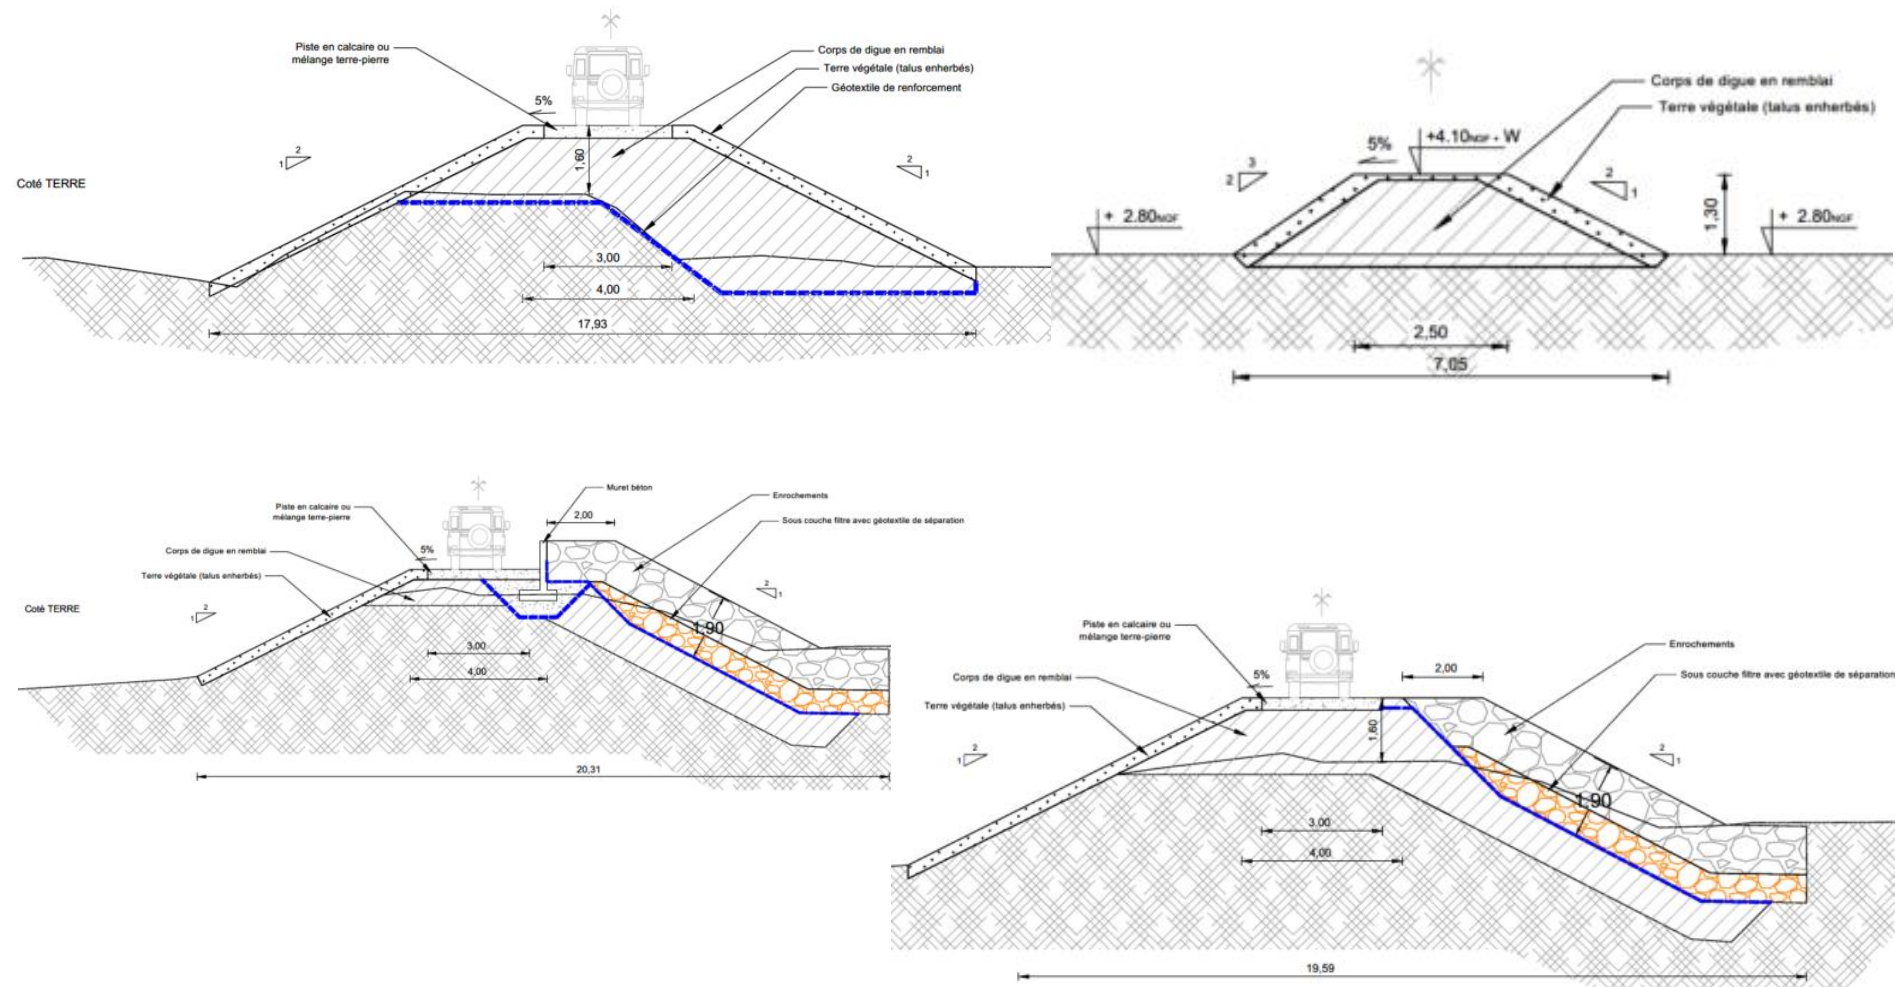 Piste en calcaire ou
mélange terre-pierre
Corps de digue en remblai
Terre végétale (talus enherbés)
Géotextile de renforcement
5%
1,60
2
1
2
1
Coté TERRE
3,00
4,00
17,93
Corps de digue en remblai
Terre végétale (talus enherbés)
+4.10NGF + W
5%
3
2
2
1
+ 2.80NGF
1,30
+ 2.80NGF
2,50
7,05
Muret béton
Enrochements
Piste en calcaire ou
mélange terre-pierre
2,00
Sous couche filtre avec géotextile de séparation
Corps de digue en remblai
5%
Terre végétale (talus enherbés)
2
1
Coté TERRE
2
1
1,90
3,00
4,00
20,31
Piste en calcaire ou
mélange terre-pierre
Enrochements
2,00
Corps de digue en remblai
5%
Sous couche filtre avec géotextile de séparation
Terre végétale (talus enherbés)
1,60
2
1
2
1
1,90
3,00
4,00
19,59